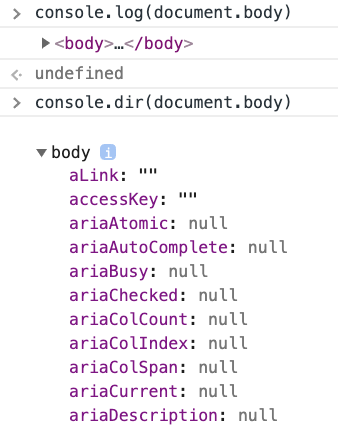 console.log(document.body)
<body>…</body>
undefined
console.dir(document.body)
body i
aLink: ""
accessKey: ""
ariaAtomic: null
ariaAutoComplete: null
ariaBusy: null
ariaChecked: null
ariaColCount: null
ariaColIndex: null
ariaColSpan: null
ariaCurrent: null
ariaDescription: null